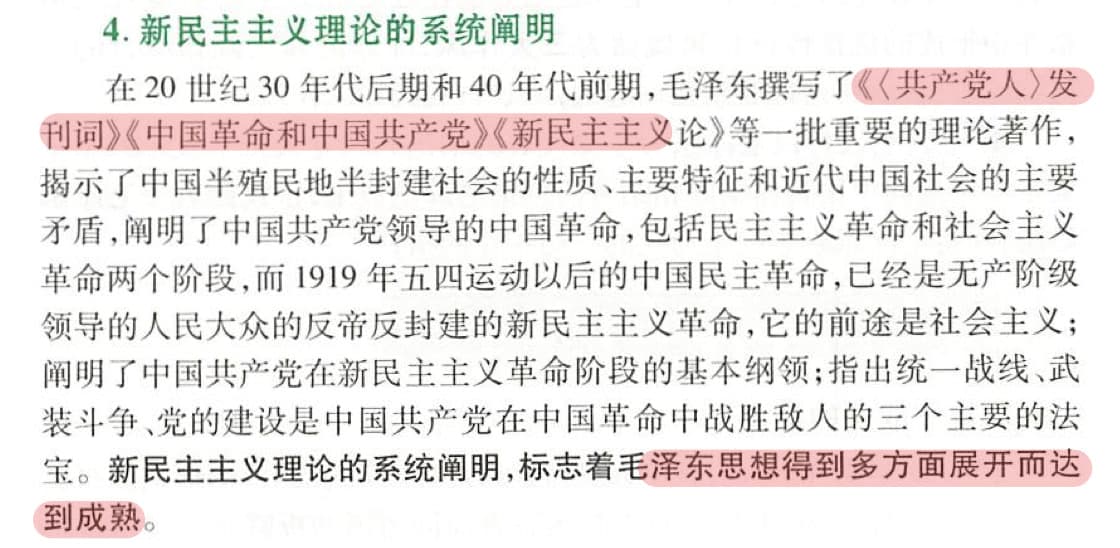 4. 新民主主义理论的系统阐明
在20世纪30年代后期和40年代前期,毛泽东撰写了《〈共产党人〉发
刊词》《中国革命和中国共产党》《新民主主义论》等一批重要的理论著作,
揭示了中国半殖民地半封建社会的性质、主要特征和近代中国社会的主要
矛盾,阐明了中国共产党领导的中国革命,包括民主主义革命和社会主义
革命两个阶段,而1919年五四运动以后的中国民主革命,已经是无产阶级
领导的人民大众的反帝反封建的新民主主义革命,它的前途是社会主义;
阐明了中国共产党在新民主主义革命阶段的基本纲领;指出统一战线、武
装斗争、党的建设是中国共产党在中国革命中战胜敌人的三个主要的法
宝。新民主主义理论的系统阐明,标志着毛泽东思想得到多方面展开而达
到成熟。